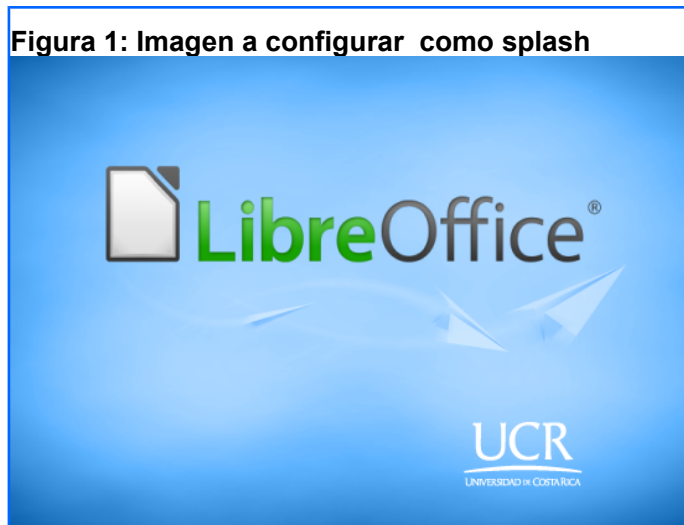 Figura 1: Imagen a configurar  como splash
LibreOffice®
UCR
UNIVERSIDAD DE COSTA RICA